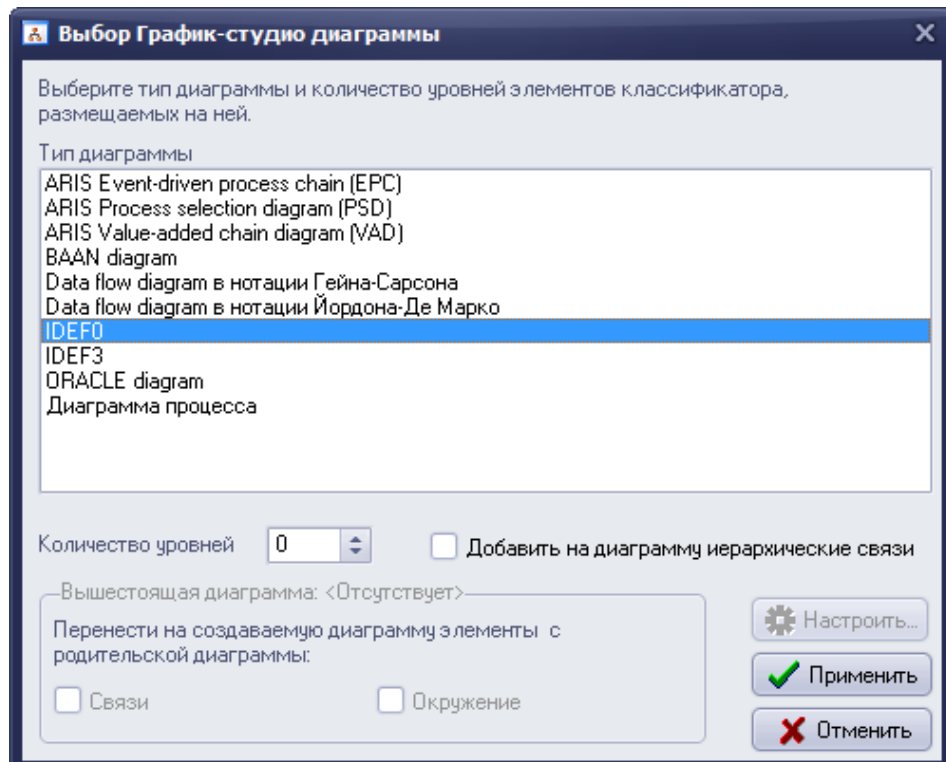 Выбор График-студио диаграммы
Выберите тип диаграммы и количество уровней элементов классификатора,
размещаемых на ней.
Тип диаграммы
ARIS Event-driven process chain (EPC)
ARIS Process selection diagram (PSD)
ARIS Value-added chain diagram (VAD)
BAAN diagram
Data flow diagram в нотации Гейна-Сарсона
Data flow diagram в нотации Йордона-Де Марко
IDEF0
IDEF3
ORACLE diagram
Диаграмма процесса
Количество уровней 0 Добавить на диаграмму иерархические связи
Вышестоящая диаграмма: <Отсутствует>
Перенести на создаваемую диаграмму элементы с
родительской диаграммы:
Связи Окружение
Настроить...
Применить
Отменить